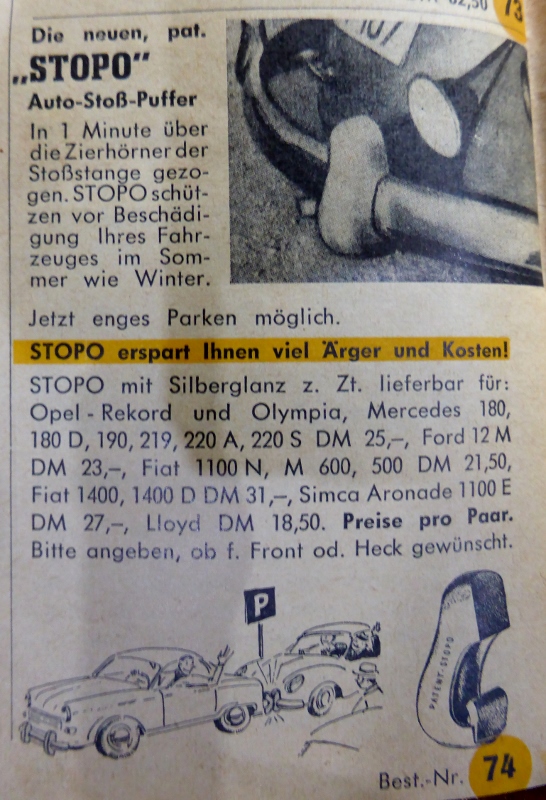 62,50 73
Die neuen, pat.
„STOPO"
Auto-Stoß-Puffer
In 1 Minute über
die Zierhörner der
Stoßstange gezo-
gen. STOPO schüt-
zen vor Beschädi-
gung Ihres Fahr-
zeuges im Som-
mer wie Winter.
107
Jetzt enges Parken möglich.
STOPO erspart Ihnen viel Ärger und Kosten!
STOPO mit Silberglanz z. Zt. lieferbar für:
Opel - Rekord und Olympia, Mercedes 180,
180 D, 190, 219, 220 A, 220 S DM 25,–, Ford 12 M
DM 23,–, Fiat 1100 N, M 600, 500 DM 21,50,
Fiat 1400, 1400 D DM 31,–, Simca Aronade 1100 E
DM 27,–, Lloyd DM 18,50. Preise pro Paar.
Bitte angeben, ob f. Front od. Heck gewünscht.
P
PATENT-STOPO
Best.-Nr. 74